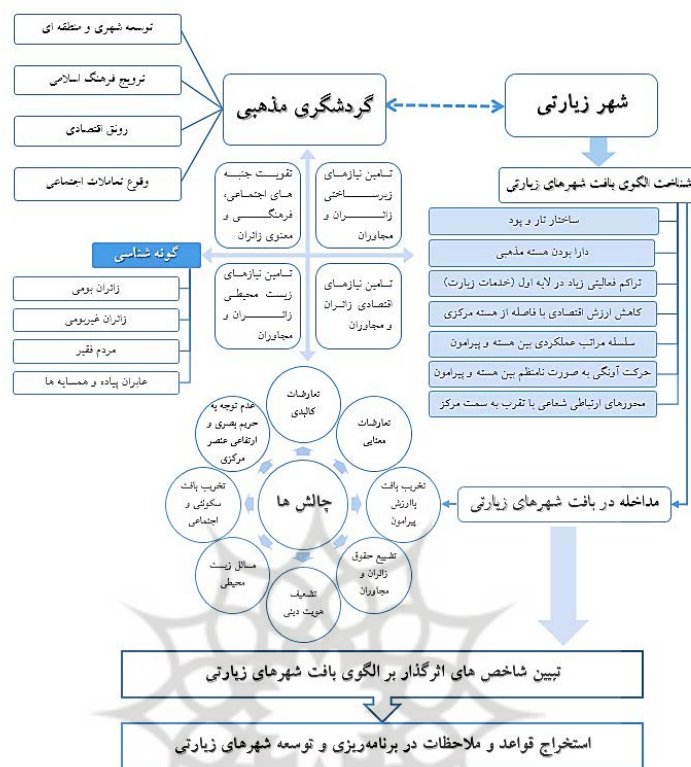 توسعه شهری و منطقه ای
ترویج فرهنگ اسلامی
رونق اقتصادی
وقوع تعاملات اجتماعی
گردشگری مذهبی
شهر زیارتی
شناخت الگوی بافت شهرهای زیارتی
ساختار تار و پود
دارا بودن هسته مذهبی
تراکم فعالیتی زیاد در لایه اول (خدمات زیارت)
کاهش ارزش اقتصادی با فاصله از هسته مرکزی
سلسله مراتب عملکردی بین هسته و پیرامون
حرکت آونگی به صورت نامنظم بین هسته و پیرامون
محورهای ارتباطی شعاعی با تقرب به سمت مرکز
تامین نیازهای
زیرساختی
زائران و
مجاوران
تقویت جنبه
های اجتماعی،
فرهنگی و
معنوی زائران
تامین نیازهای
اقتصادی زائران
و مجاوران
تامین نیازهای
زیست محیطی
زائران و
مجاوران
گونه شناسی
زائران بومی
زائران غیربومی
مردم فقیر
عابران پیاده و همسایه ها
چالش ها
تعارضات
کالبدی
تعارضات
معنایی
تخریب بافت
باارزش
پیرامون
تضییع حقوق
زائران و
مجاوران
تضعیف
هویت دینی
مسائل زیست
محیطی
تخریب بافت
سکونتی و
اجتماعی
عدم توجه به
حریم بصری و
ارتفاعی عنصر
مرکزی
مداخله در بافت شهرهای زیارتی
تبیین شاخص های اثرگذار بر الگوی بافت شهرهای زیارتی
استخراج قواعد و ملاحظات در برنامه‌ریزی و توسعه شهرهای زیارتی